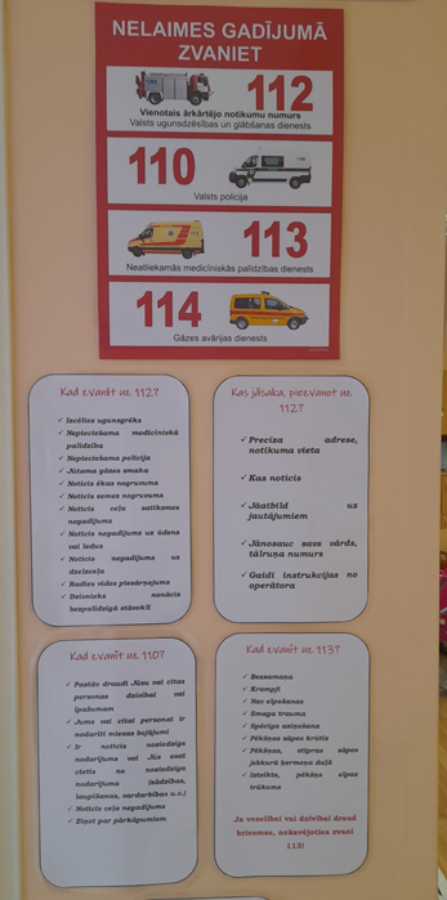 NELAIMES GADĪJUMĀ
ZVANIET
112
Vienotais ārkārtējo notikumu numurs
Valsts ugunsdzēsības un glābšanas dienests
110
Valsts policija
113
Neatliekamās medicīniskās palīdzības dienests
114
Gāzes avārijas dienests
Kad zvanīt uz 112?
✓ Izcēlies ugunsgrēks
✓ Nepieciešama medicīniskā
palīdzība
✓ Nepieciešama policija
✓ Jūtama gāzes smaka
✓ Noticis ēkas nogruvums
✓ Noticis zemes nogruvums
✓ Noticis ceļa satiksmes
negadījums
✓ Noticis negadījums uz ūdens
vai ledus
✓ Noticis negadījums uz
dzelzceļa
✓ Radies vides piesārņojums
✓ Dzīvnieks nonācis
bezpalīdzīgā stāvoklī
Kas jāsaka, piezvanot uz
112?
✓ Precīza adrese,
notikuma vieta
✓ Kas noticis
✓ Jāatbild uz
jautājumiem
✓ Jānosauc savs vārds,
tālruņa numurs
✓ Gaidi instrukcijas no
operatora
Kad zvanīt uz 110?
✓ Pastāv draudi Jūsu vai citas
personas dzīvībai vai
īpašumam
✓ Jums vai citai personai ir
nodarīti miesas bojājumi
✓ Ir noticis noziedzīgs
nodarījums vai Jūs esat
cietis no noziedzīga
nodarījuma (zādzības,
laupīšanas, vardarbības u.c.)
✓ Noticis ceļa negadījums
✓ Ziņot par pārkāpumiem
Kad zvanīt uz 113?
✓ Bezsamaņa
✓ Krampji
✓ Nav elpošanas
✓ Smaga trauma
✓ Spēcīga asiņošana
✓ Pēkšņas sāpes krūtīs
✓ Pēkšņas, stipras sāpes
jebkurā ķermeņa daļā
✓ Izteikts, pēkšņs elpas
trūkums
Ja veselībai vai dzīvībai draud
briesmas, nekavējoties zvani
113!